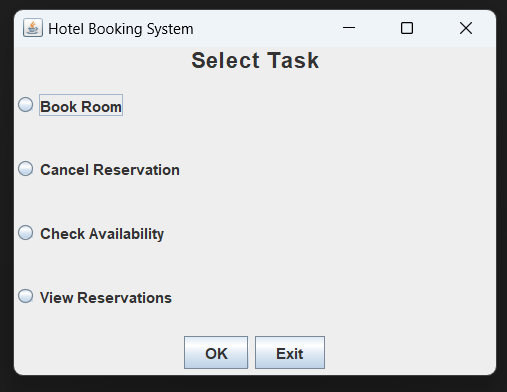 Hotel Booking System
Select Task
Book Room
Cancel Reservation
Check Availability
View Reservations
OK Exit